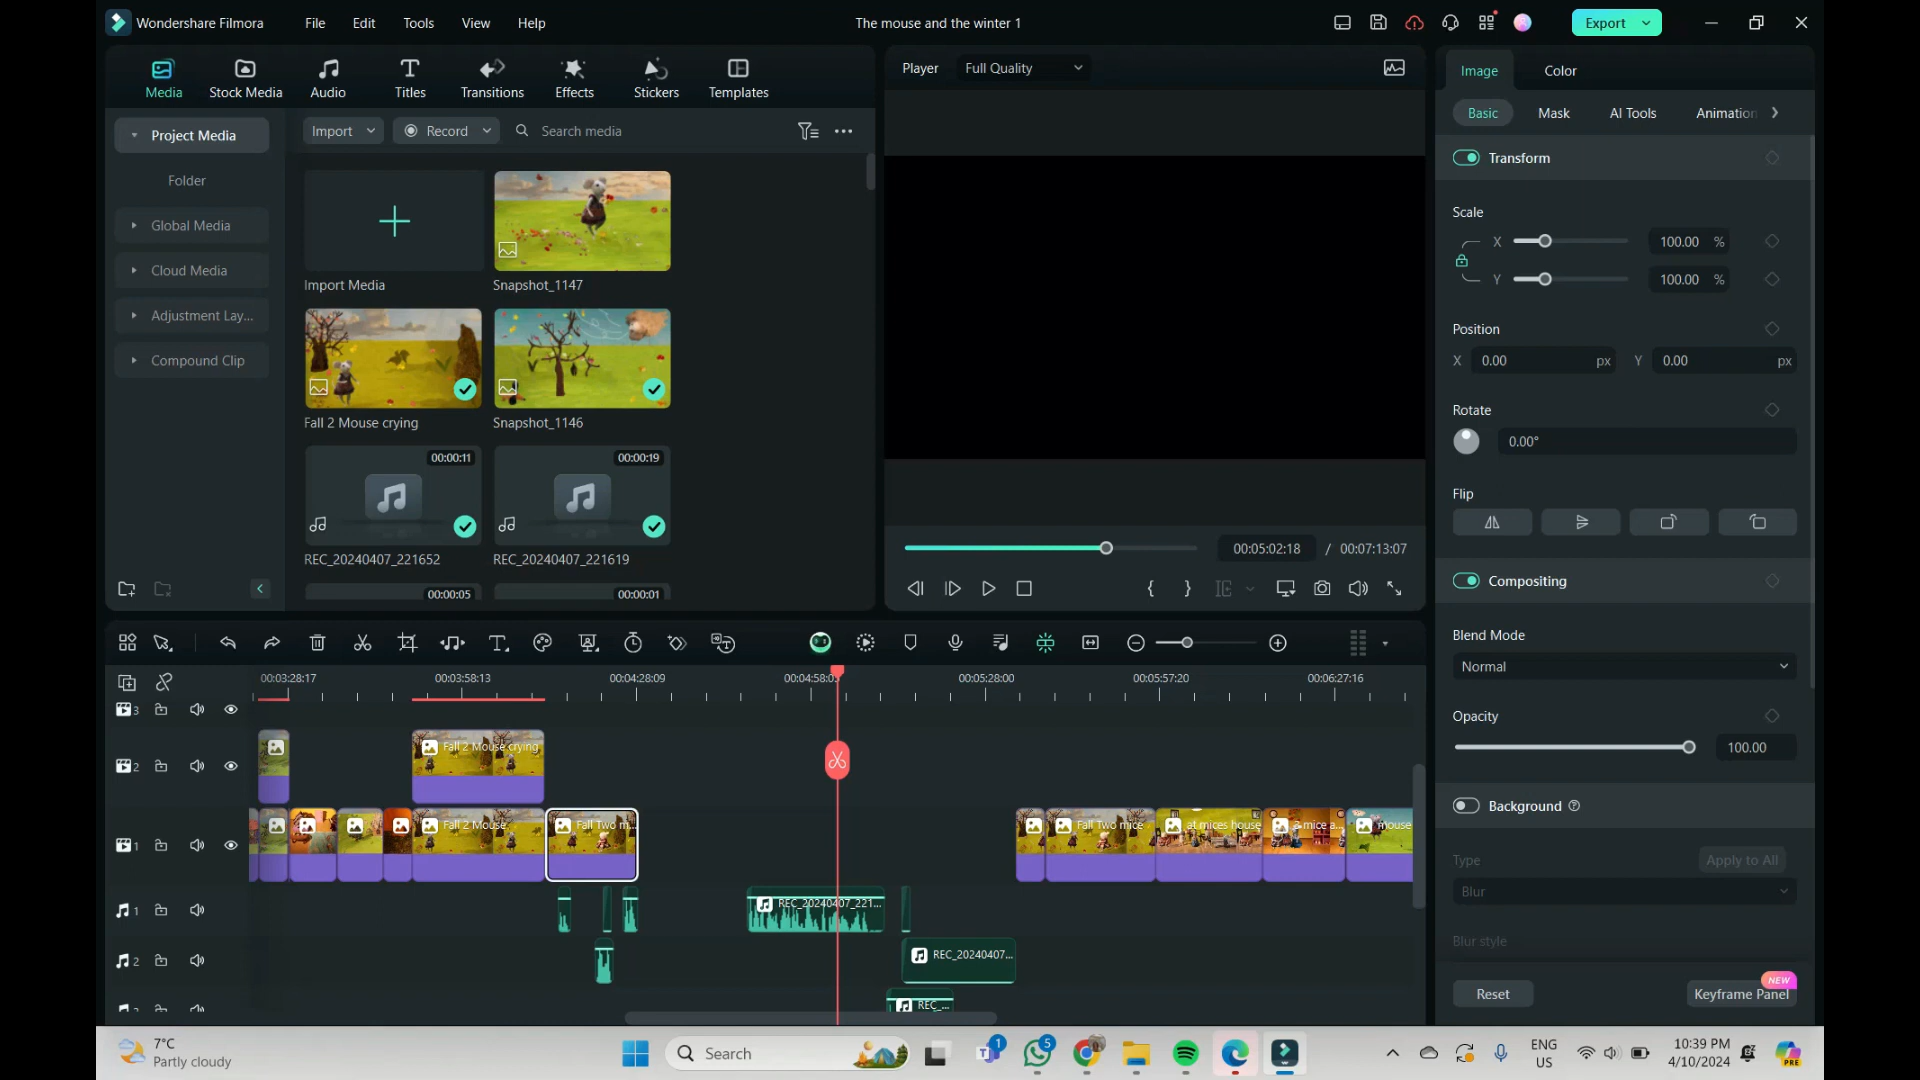 Wondershare Filmora
File
Edit
Tools
View
Help
The mouse and the winter 1
Export
Media
Stock Media
Audio
Titles
Transitions
Effects
Stickers
Templates
Player
Full Quality
Image
Color
Basic
Mask
AI Tools
Animation
Project Media
Folder
Global Media
Cloud Media
Adjustment Lay...
Compound Clip
Import
Record
Search media
Import Media
Snapshot_1147
Fall 2 Mouse crying
Snapshot_1146
00:00:11
00:00:19
REC_20240407_221652
REC_20240407_221619
00:00:05
00:00:01
00:05:02:18 / 00:07:13:07
Transform
Scale
X 100.00 %
Y 100.00 %
Position
X 0.00 px Y 0.00 px
Rotate
0.00°
Flip
Compositing
Blend Mode
Normal
Opacity
100.00
Background
Type
Apply to All
Blur
Blur style
Reset
NEW
Keyframe Panel
00:03:28:17
00:03:58:13
00:04:28:09
00:04:58:0
00:05:28:00
00:05:57:20
00:06:27:16
3
2
Fall 2 Mouse crying
1
Fall 2 Mouse
Fall Two m...
Fall Two mice
at mices house
2 mice a...
mouse
1
REC_20240407_221...
2
REC_20240407...
REC_...
7°C
Partly cloudy
Search
1
5
ENG
US
10:39 PM
4/10/2024
PRE